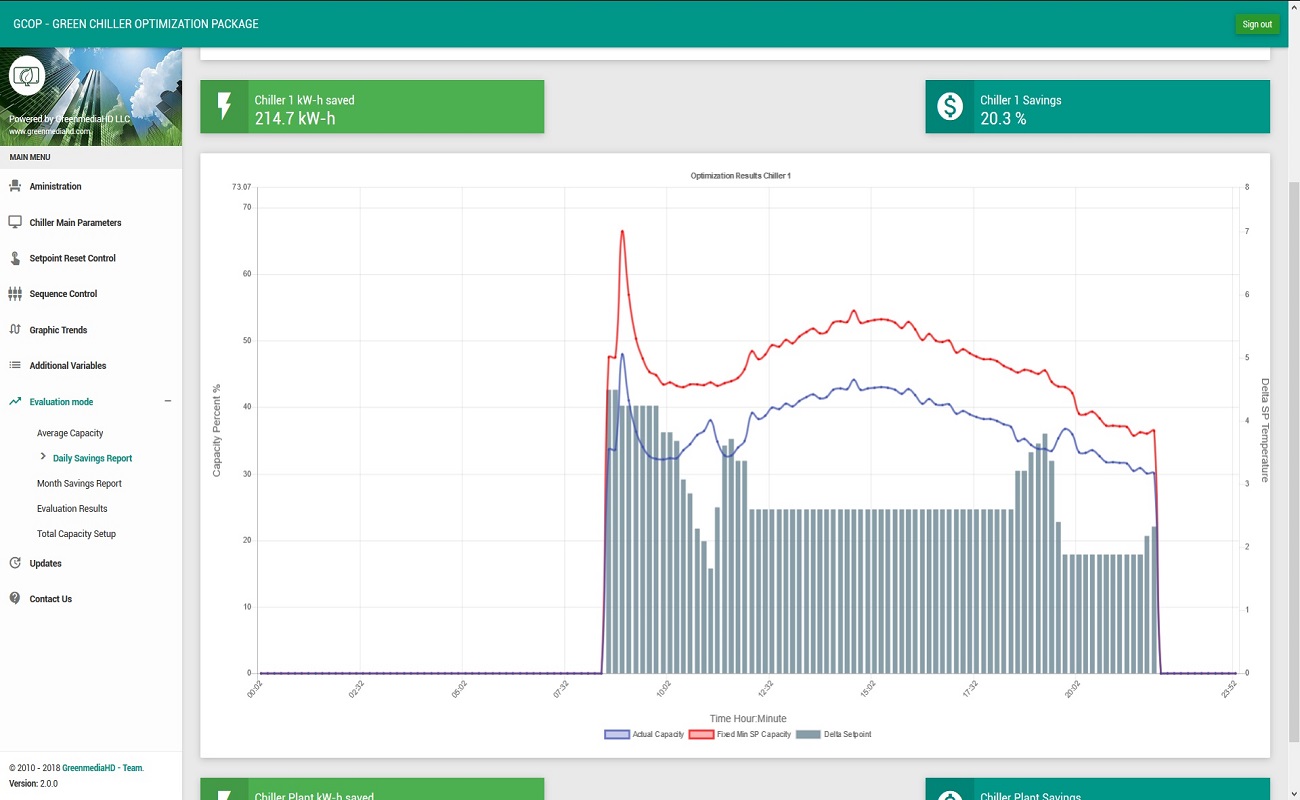 GCOP - GREEN CHILLER OPTIMIZATION PACKAGE
Sign out
Powered by GreenmediaHD LLC
www.greenmediahd.com
MAIN MENU
Aministration
Chiller Main Parameters
Setpoint Reset Control
Sequence Control
Graphic Trends
Additional Variables
Evaluation mode
Average Capacity
Daily Savings Report
Month Savings Report
Evaluation Results
Total Capacity Setup
Updates
Contact Us
© 2010 - 2018 GreenmediaHD - Team.
Version: 2.0.0
Chiller 1 kW-h saved
214.7 kW-h
Chiller 1 Savings
20.3 %
Optimization Results Chiller 1
73.07
70
60
50
40
30
20
10
0
Capacity Percent %
8
7
6
5
4
3
2
1
0
Delta SP Temperature
00:02
02:32
05:02
07:32
10:02
12:32
15:02
17:32
20:02
23:52
Time Hour:Minute
Actual Capacity
Fixed Min SP Capacity
Delta Setpoint
Chiller Plant kW-h saved
Chiller Plant Savings